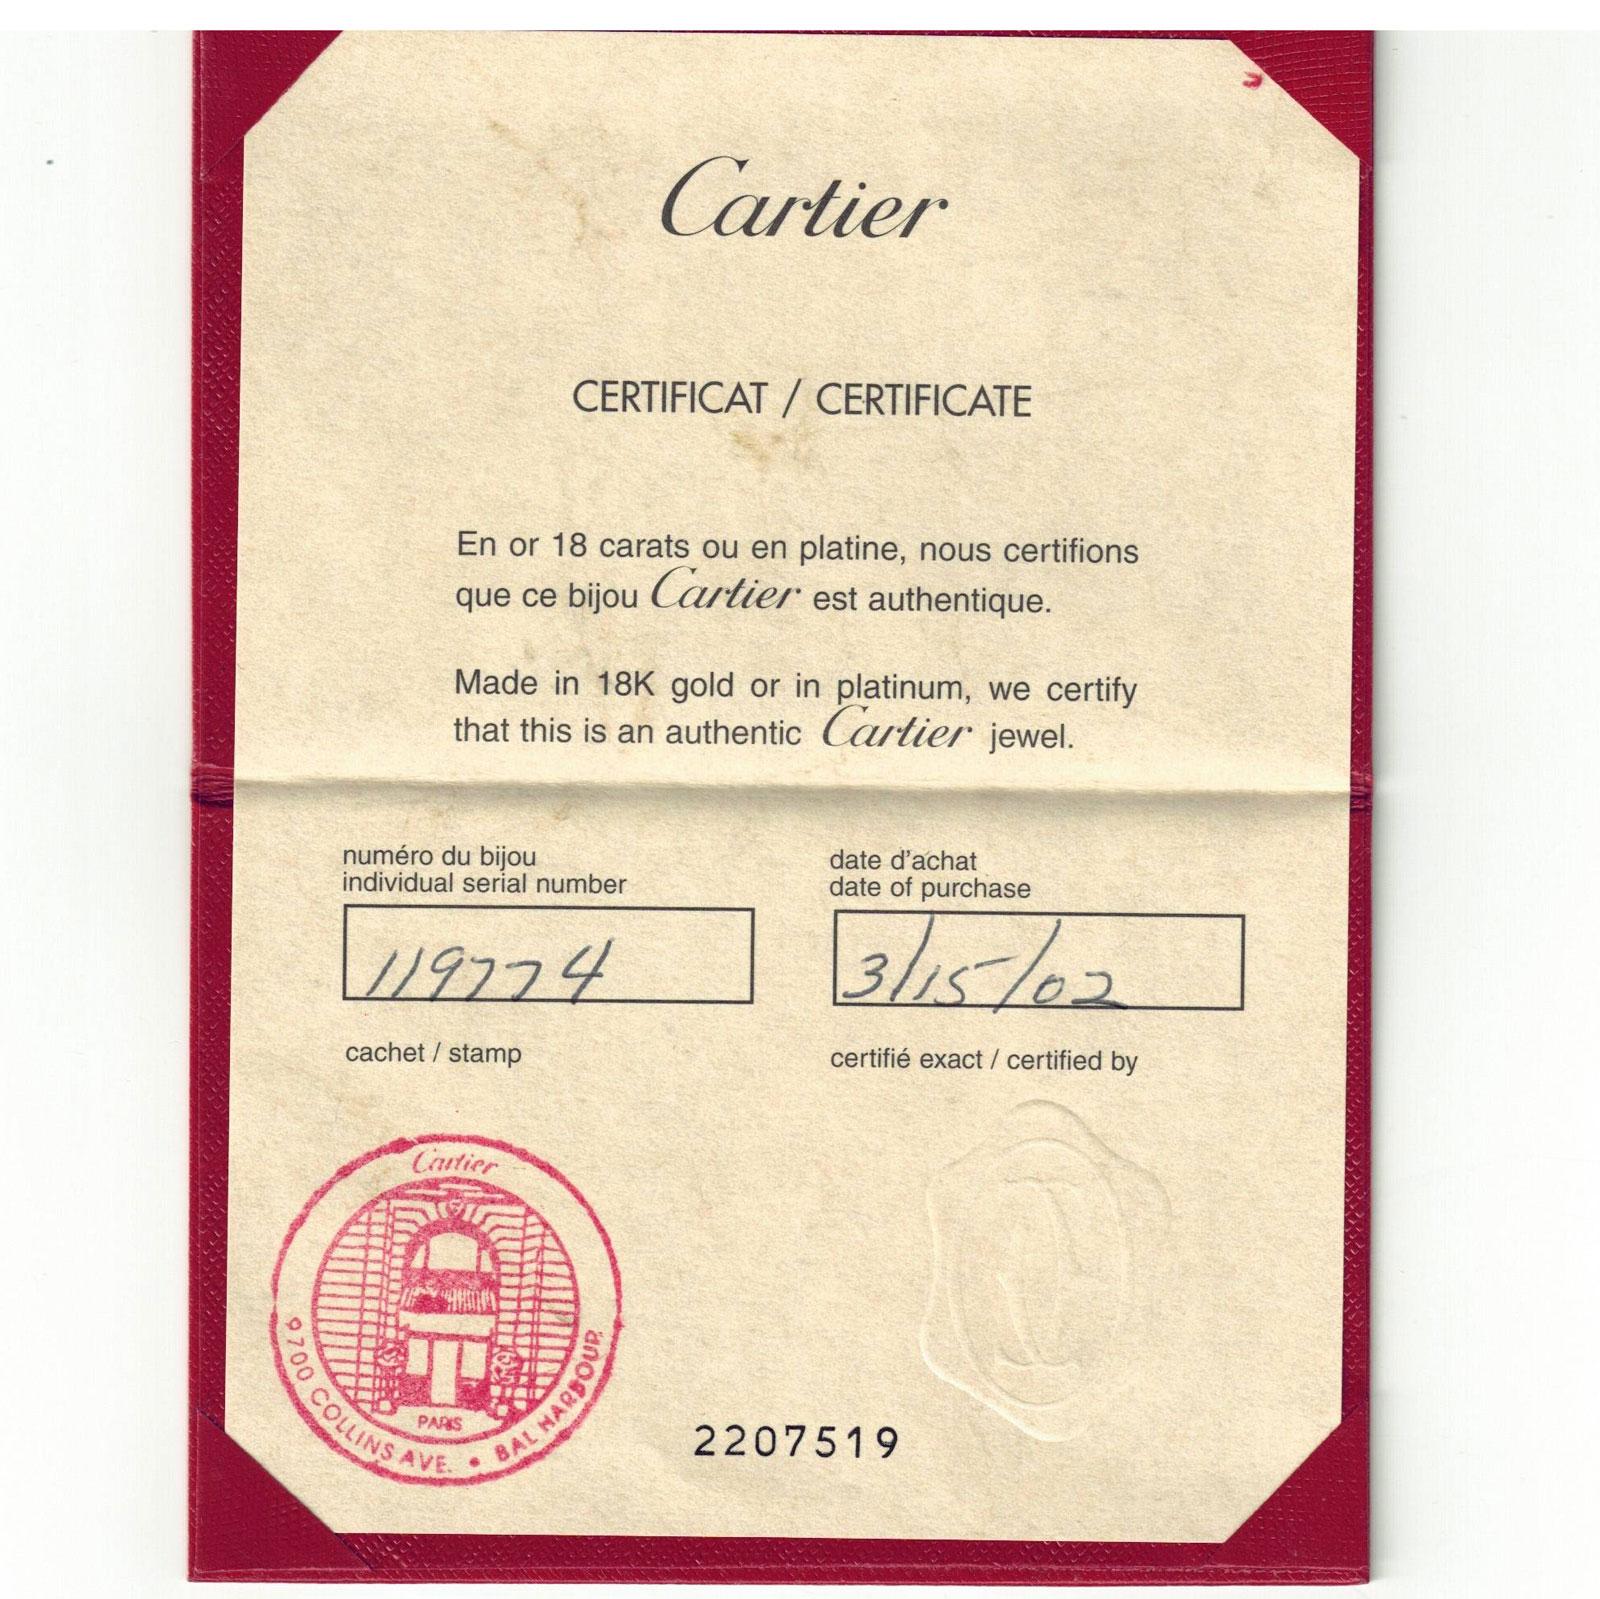 Cartier
CERTIFICAT / CERTIFICATE
En or 18 carats ou en platine, nous certifions
que ce bijou Cartier est authentique.
Made in 18K gold or in platinum, we certify
that this is an authentic Cartier jewel.
numéro du bijou
individual serial number
119774
date d'achat
date of purchase
3/15/02
cachet / stamp
certifié exact / certified by
Cartier
PARIS
9700 COLLINS AVE. • BAL HARBOUR
2207519